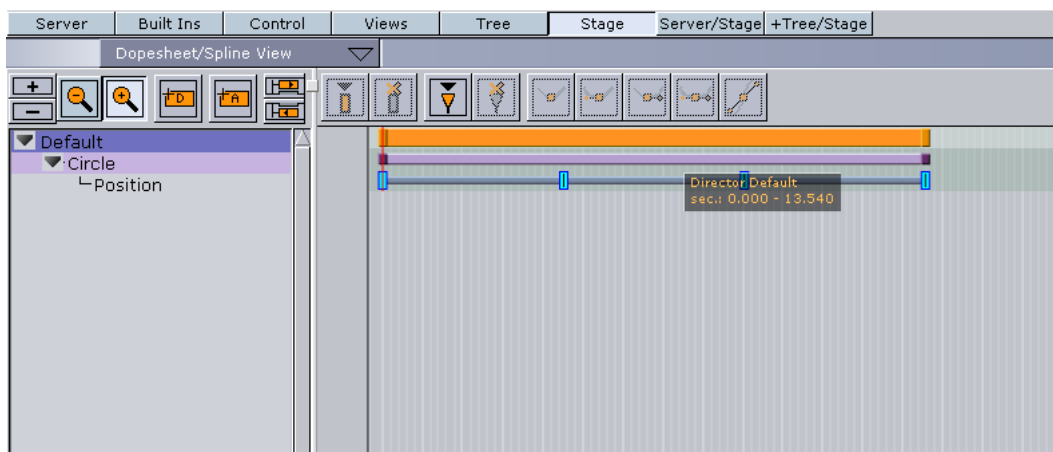 Server Built Ins Control Views Tree Stage Server/Stage +Tree/Stage
Dopesheet/Spline View
+ D A
−
Default
Circle
Position
Director Default
sec.: 0.000 - 13.540